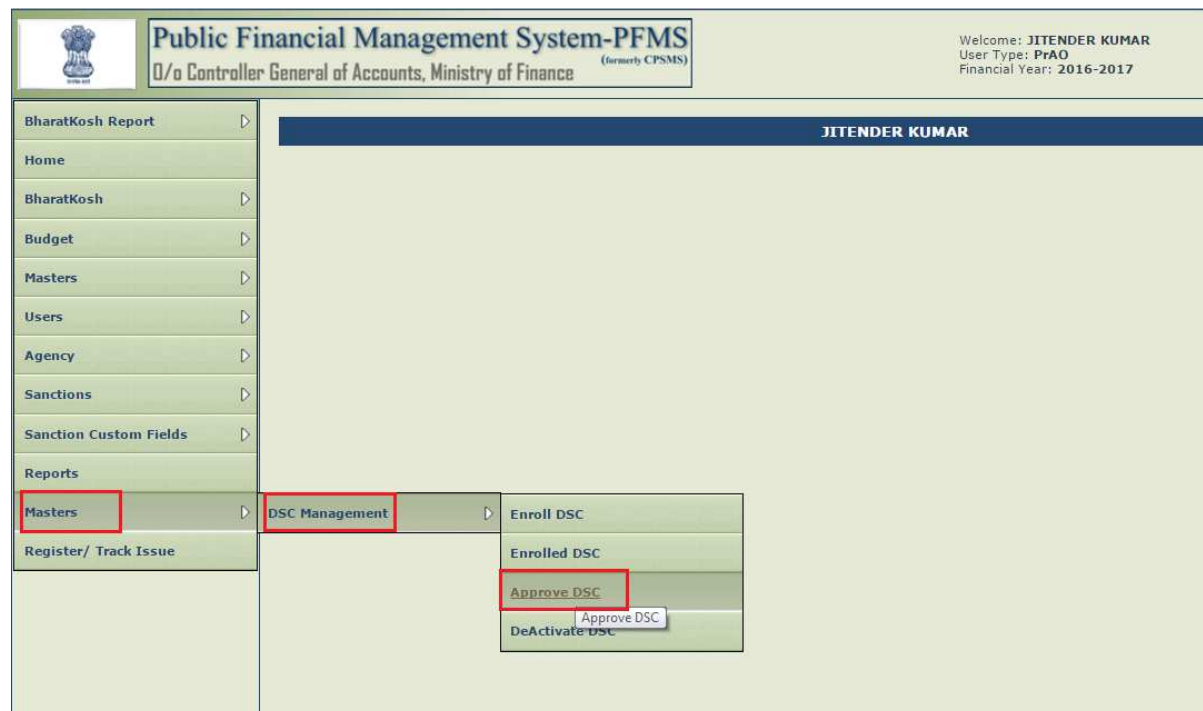 Public Financial Management System-PFMS
(formerly CPSMS)
O/o Controller General of Accounts, Ministry of Finance
Welcome: JITENDER KUMAR
User Type: PrAO
Financial Year: 2016-2017
JITENDER KUMAR
BharatKosh Report
Home
BharatKosh
Budget
Masters
Users
Agency
Sanctions
Sanction Custom Fields
Reports
Masters
DSC Management
Enroll DSC
Register/ Track Issue
Enrolled DSC
Approve DSC
Approve DSC
DeActivate DSC